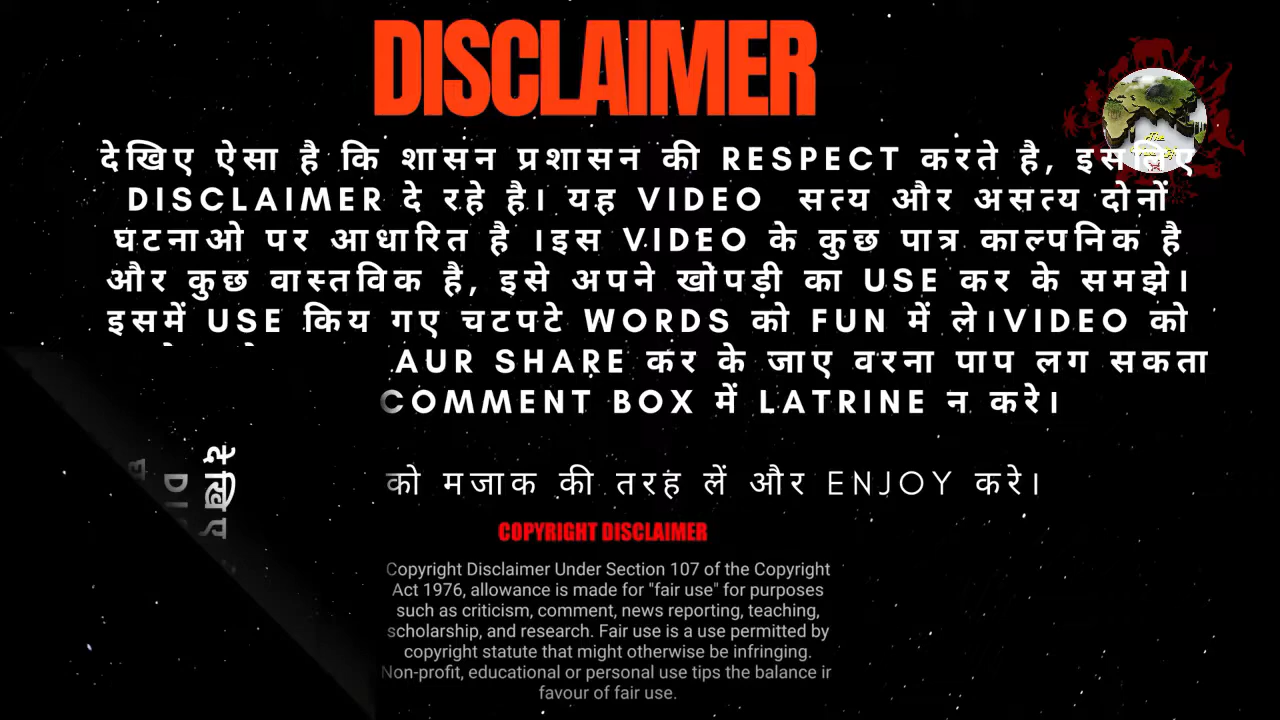 DISCLAIMER
देखिए ऐसा है कि शासन प्रशासन की RESPECT करते है, इसलिए
DISCLAIMER दे रहे है। यह VIDEO सत्य और असत्य दोनों
घटनाओ पर आधारित है ।इस VIDEO के कुछ पात्र काल्पनिक है
और कुछ वास्तविक है, इसे अपने खोंपड़ी का USE कर के समझे।
इसमें USE किय गए चटपटे WORDS को FUN में ले।VIDEO को
AUR SHARE कर के जाए वरना पाप लग सकता
COMMENT BOX में LATRINE न करे।
को मजाक की तरह लें और ENJOY करे।
देखिए
COPYRIGHT DISCLAIMER
Copyright Disclaimer Under Section 107 of the Copyright
Act 1976, allowance is made for "fair use" for purposes
such as criticism, comment, news reporting, teaching,
scholarship, and research. Fair use is a use permitted by
copyright statute that might otherwise be infringing.
Non-profit, educational or personal use tips the balance in
favour of fair use.